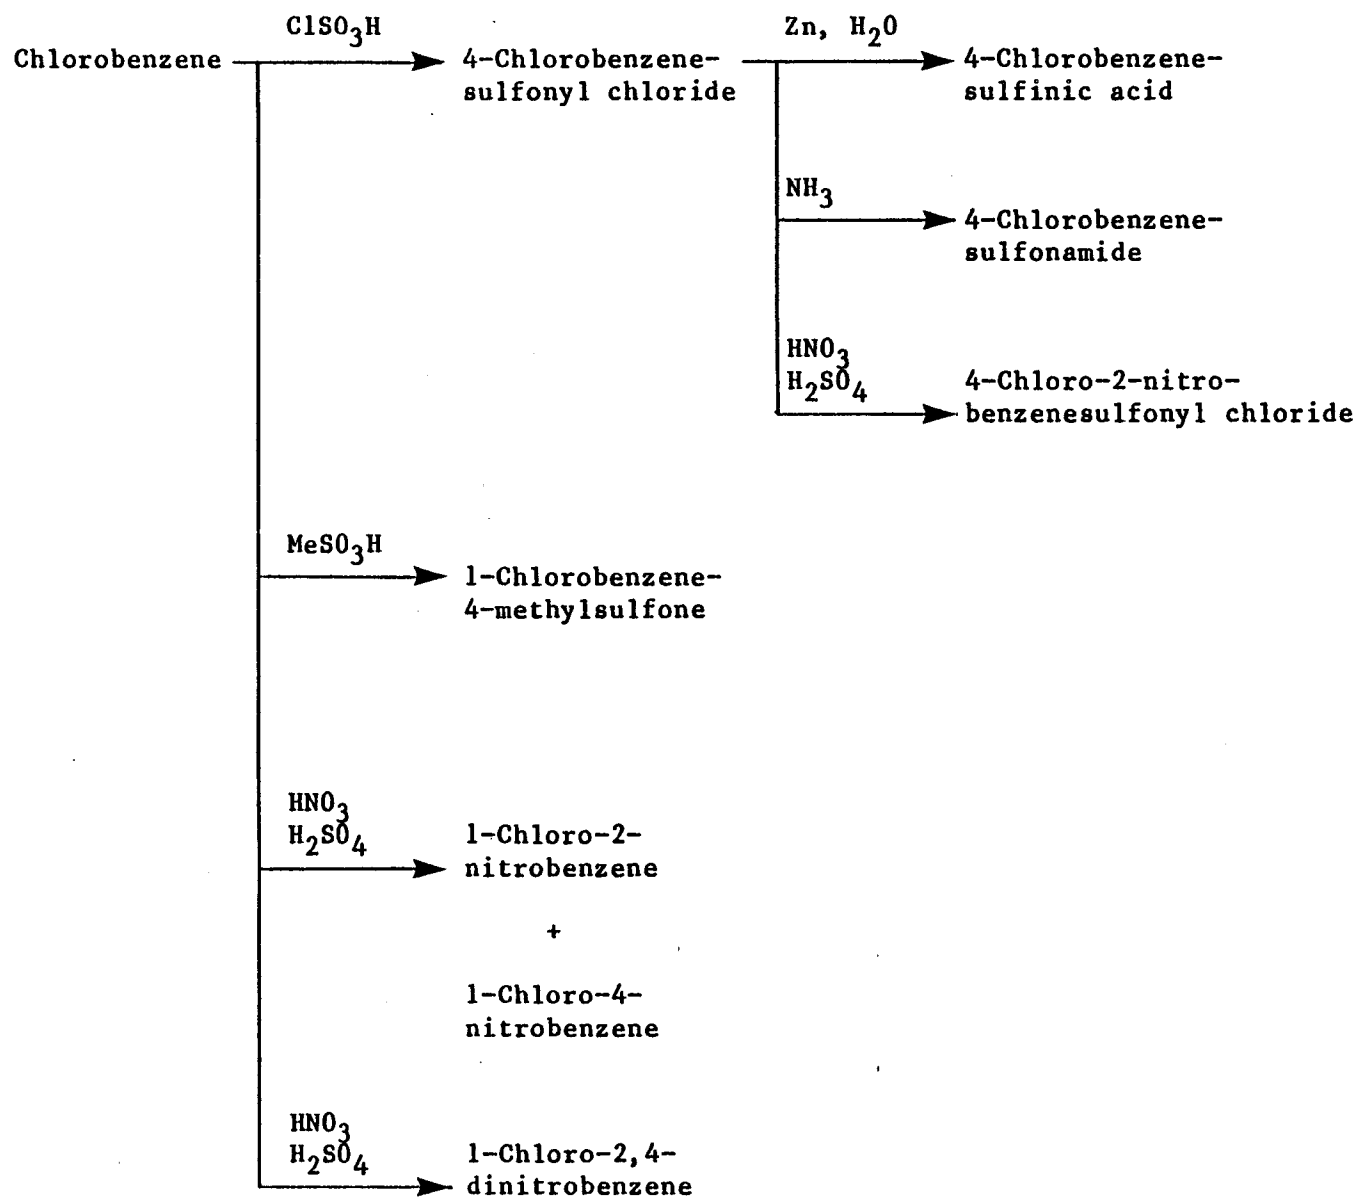 ClSO3H
Zn, H2O
Chlorobenzene
4-Chlorobenzene-
sulfonyl chloride
4-Chlorobenzene-
sulfinic acid
NH3
4-Chlorobenzene-
sulfonamide
HNO3
H2SO4
4-Chloro-2-nitro-
benzenesulfonyl chloride
MeSO3H
1-Chlorobenzene-
4-methylsulfone
HNO3
H2SO4
1-Chloro-2-
nitrobenzene
+
1-Chloro-4-
nitrobenzene
HNO3
H2SO4
1-Chloro-2,4-
dinitrobenzene